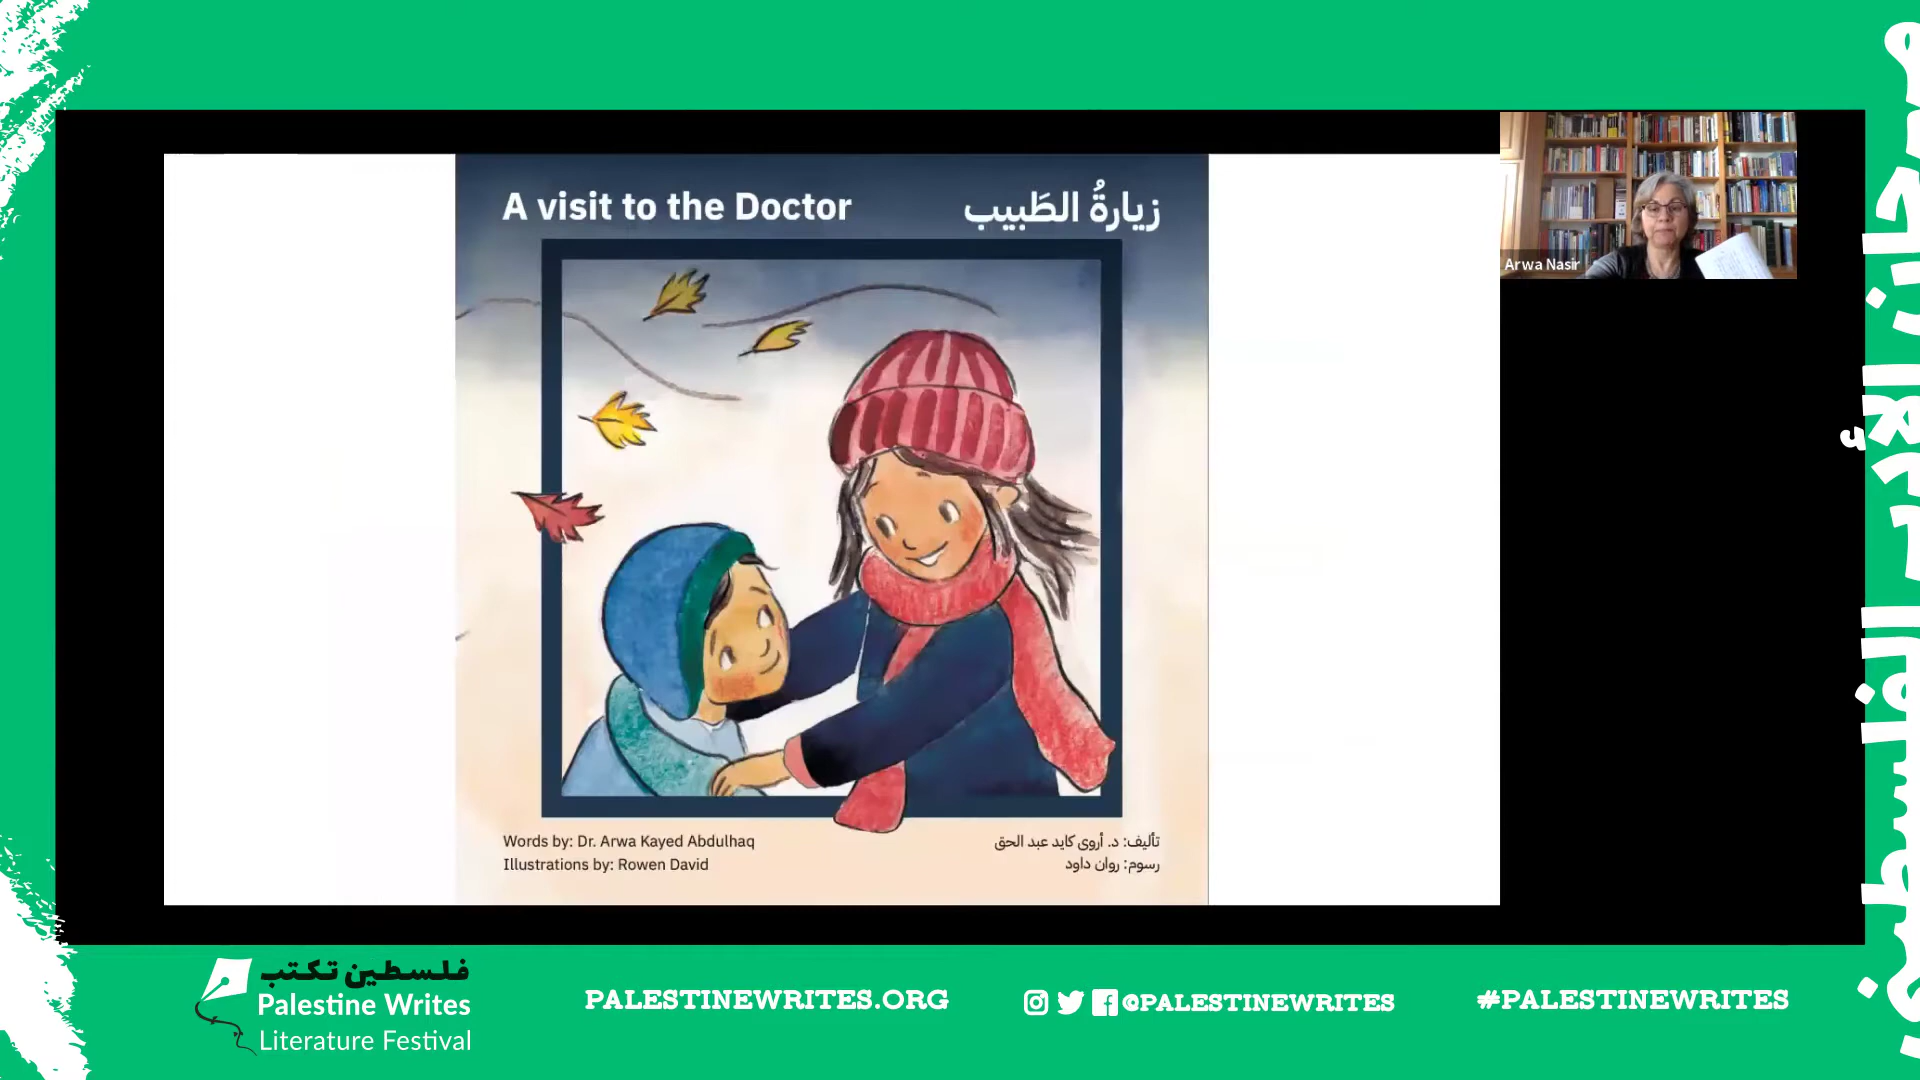 A visit to the Doctor
زيارةُ الطَبيب
Arwa Nasir
Words by: Dr. Arwa Kayed Abdulhaq
Illustrations by: Rowen David
تأليف: د. أروى كايد عبد الحق
رسوم: روان داود
فلسطين تكتب
Palestine Writes
Literature Festival
PALESTINEWRITES.ORG
@PALESTINEWRITES
#PALESTINEWRITES